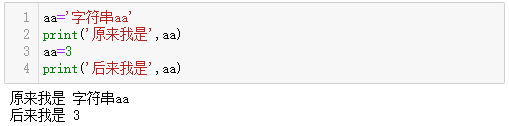 1 aa='字符串aa'
2 print('原来我是',aa)
3 aa=3
4 print('后来我是',aa)
原来我是 字符串aa
后来我是 3